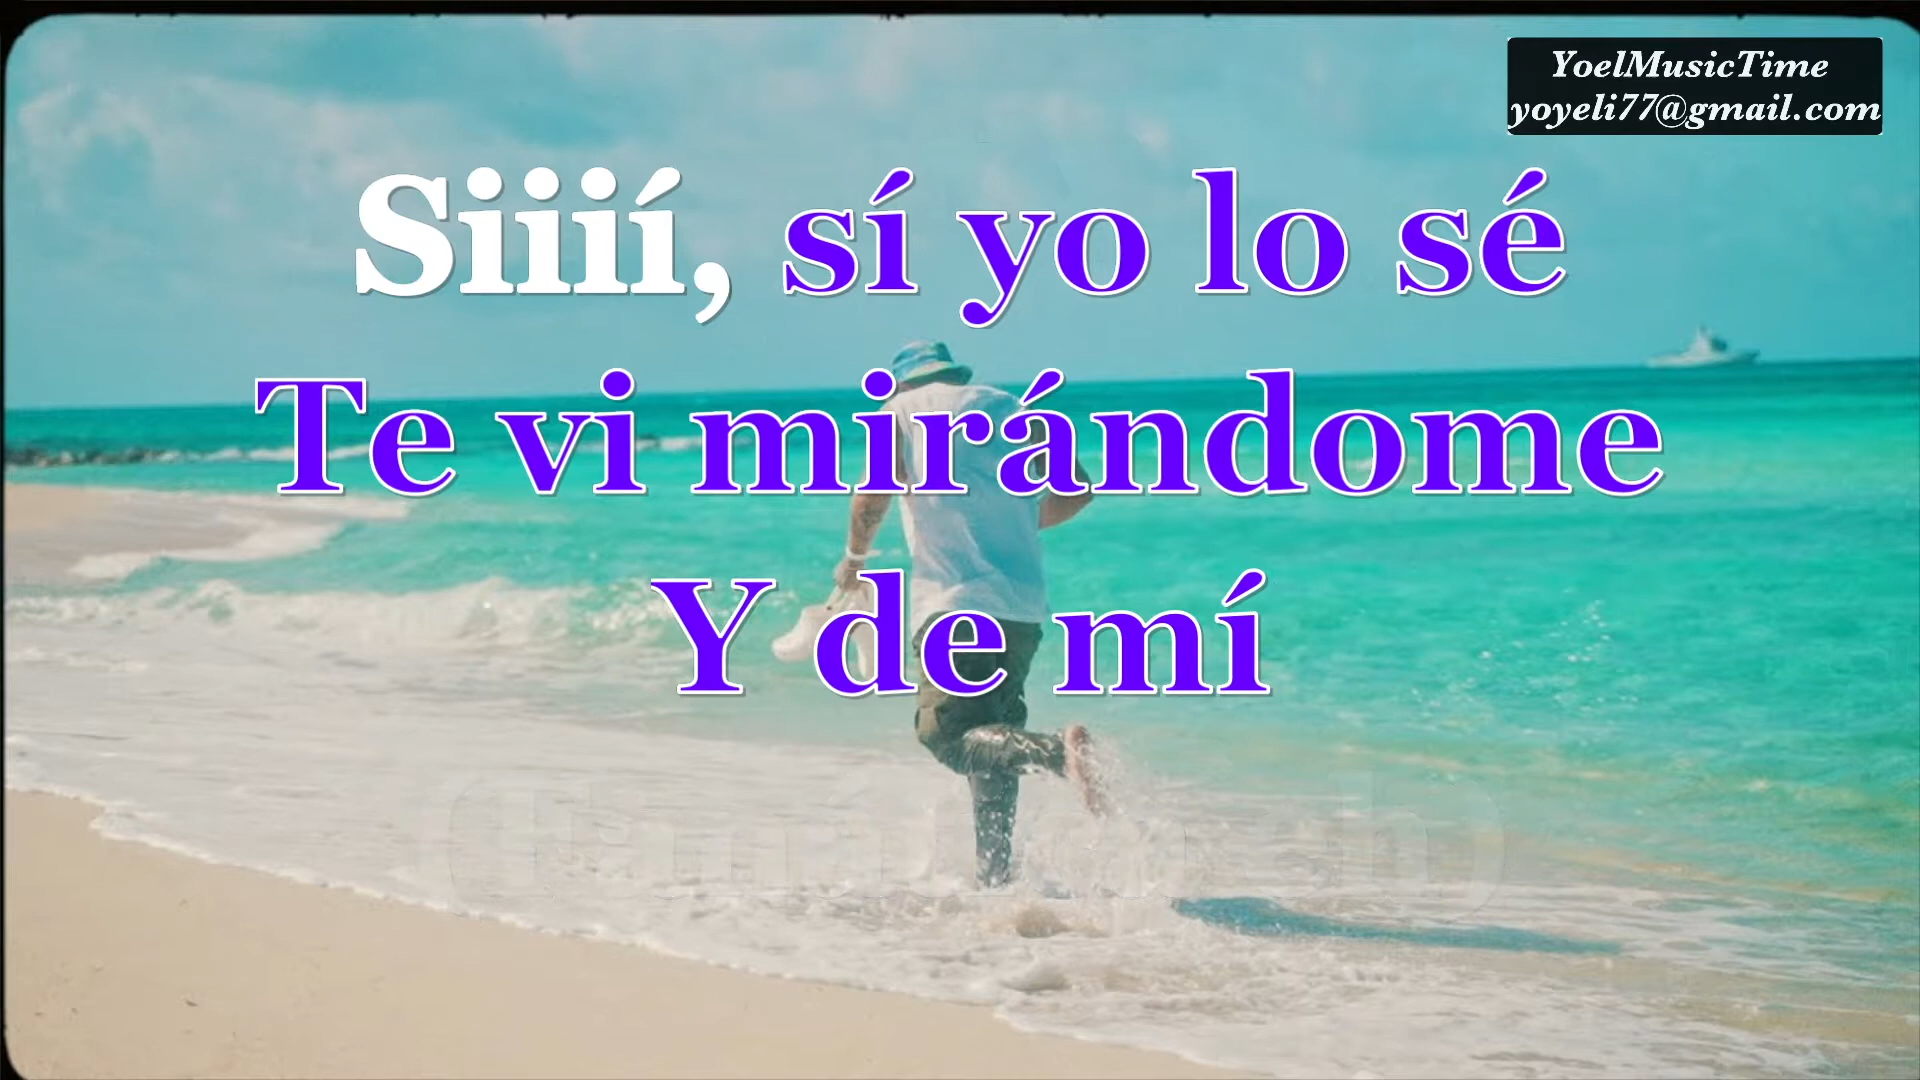 YoelMusicTime
yoyeli77@gmail.com
Siiií, sí yo lo sé
Te vi mirándome
Y de mí